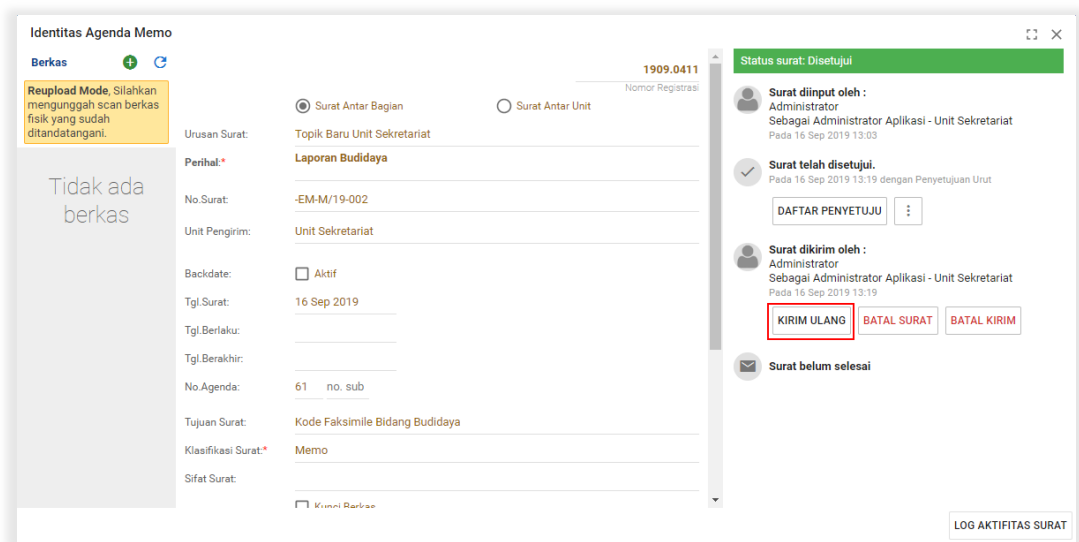 Identitas Agenda Memo
Berkas
Reupload Mode, Silahkan
mengunggah scan berkas
fisik yang sudah
ditandatangani.
Tidak ada
berkas
1909.0411
Nomor Registrasi
Surat Antar Bagian
Surat Antar Unit
Urusan Surat: Topik Baru Unit Sekretariat
Perihal:* Laporan Budidaya
No.Surat: -EM-M/19-002
Unit Pengirim: Unit Sekretariat
Backdate: Aktif
Tgl.Surat: 16 Sep 2019
Tgl.Berlaku:
Tgl.Berakhir:
No.Agenda: 61 no. sub
Tujuan Surat: Kode Faksimile Bidang Budidaya
Klasifikasi Surat:* Memo
Sifat Surat:
Kunci Berkas
Status surat: Disetujui
Surat diinput oleh :
Administrator
Sebagai Administrator Aplikasi - Unit Sekretariat
Pada 16 Sep 2019 13:03
Surat telah disetujui.
Pada 16 Sep 2019 13:19 dengan Penyetujuan Urut
DAFTAR PENYETUJU
Surat dikirim oleh :
Administrator
Sebagai Administrator Aplikasi - Unit Sekretariat
Pada 16 Sep 2019 13:19
KIRIM ULANG BATAL SURAT BATAL KIRIM
Surat belum selesai
LOG AKTIFITAS SURAT